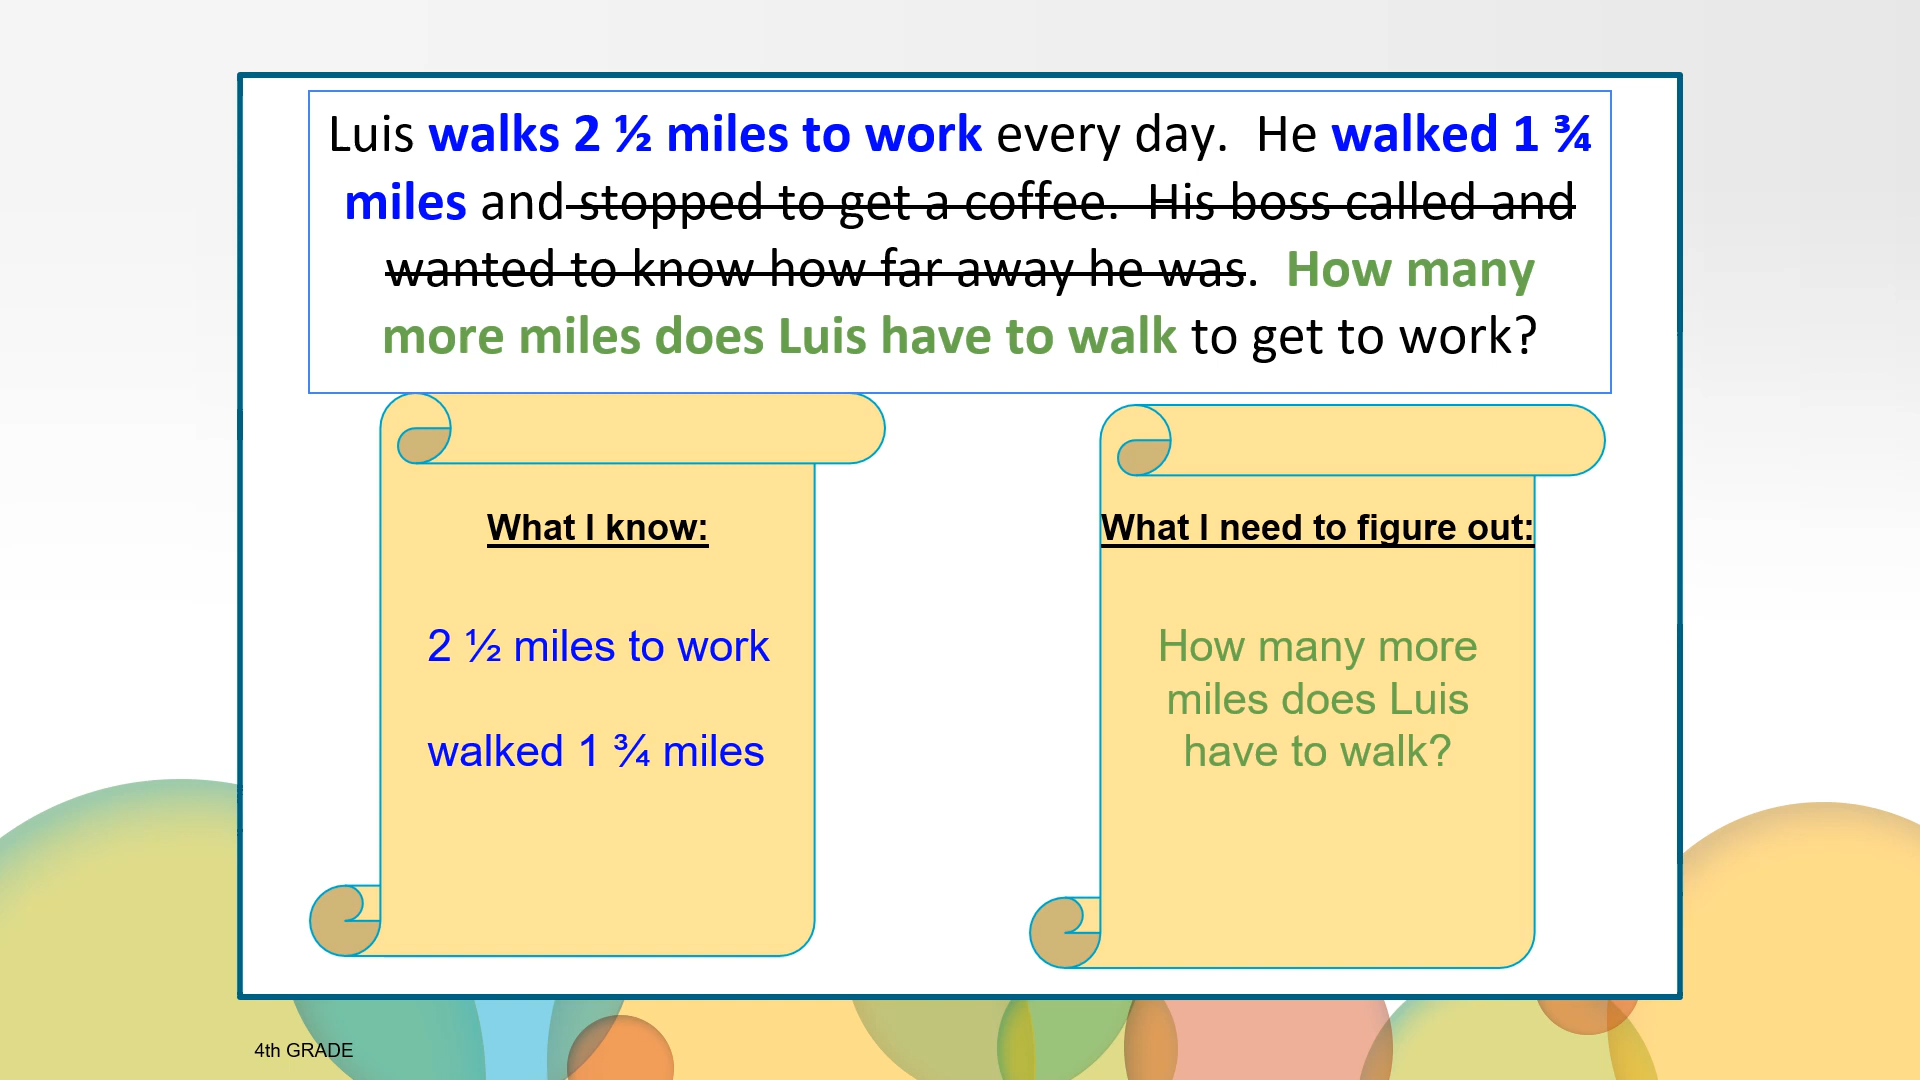 Luis walks 2 ½ miles to work every day.  He walked 1 ¾
miles and stopped to get a coffee.  His boss called and
wanted to know how far away he was.  How many
more miles does Luis have to walk to get to work?
What I know:
2 ½ miles to work
walked 1 ¾ miles
What I need to figure out:
How many more
miles does Luis
have to walk?
4th GRADE